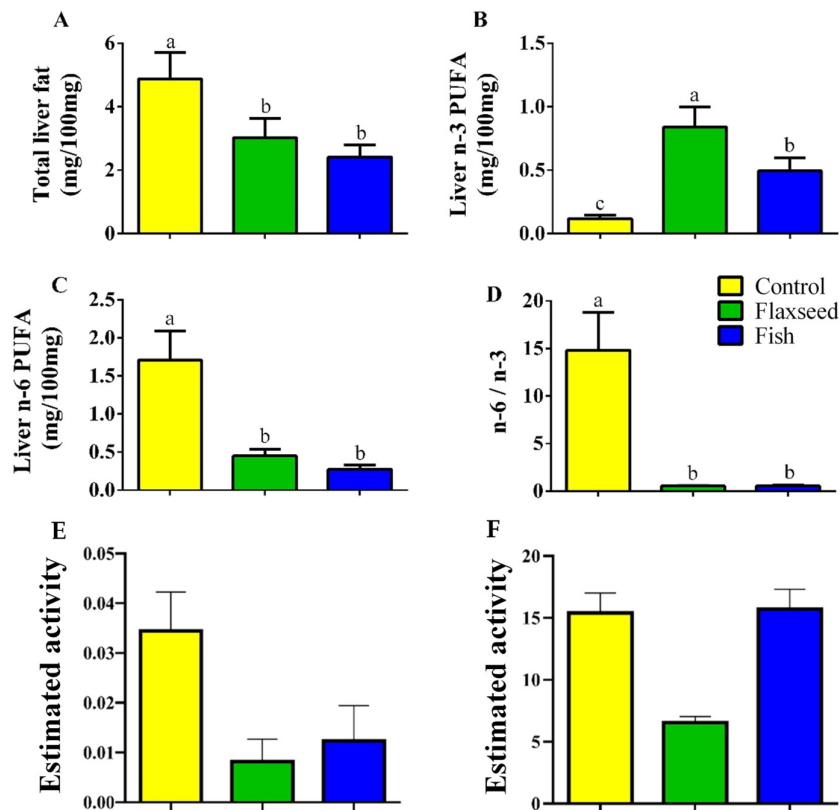 A
Total liver fat
(mg/100mg)
6
4
2
0
a
b
b
B
Liver n-3 PUFA
(mg/100mg)
1.5
1.0
0.5
0.0
c
a
b
C
Liver n-6 PUFA
(mg/100mg)
2.5
2.0
1.5
1.0
0.5
0.0
a
b
b
D
n-6 / n-3
20
15
10
5
0
a
b
b
Control
Flaxseed
Fish
E
Estimated activity
0.05
0.04
0.03
0.02
0.01
0.00
F
Estimated activity
20
15
10
5
0